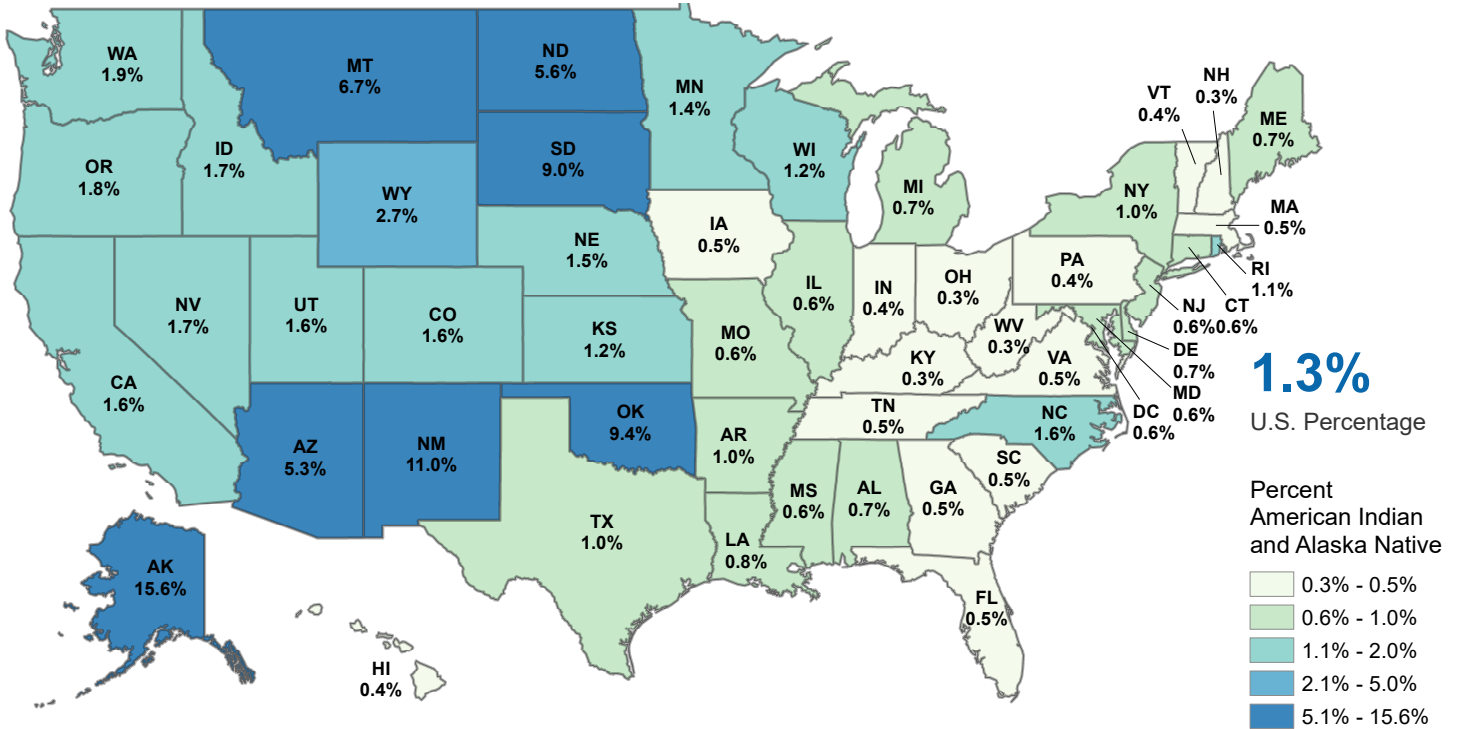 WA
1.9%
MT
6.7%
ND
5.6%
MN
1.4%
OR
1.8%
ID
1.7%
WY
2.7%
SD
9.0%
WI
1.2%
MI
0.7%
VT
0.4%
NH
0.3%
ME
0.7%
NY
1.0%
MA
0.5%
RI
1.1%
CT
0.6%
NJ
0.6%
PA
0.4%
DE
0.7%
MD
0.6%
DC
0.6%
NV
1.7%
UT
1.6%
CO
1.6%
NE
1.5%
IA
0.5%
KS
1.2%
MO
0.6%
IL
0.6%
IN
0.4%
OH
0.3%
WV
0.3%
VA
0.5%
KY
0.3%
CA
1.6%
AZ
5.3%
NM
11.0%
OK
9.4%
AR
1.0%
TN
0.5%
NC
1.6%
SC
0.5%
TX
1.0%
LA
0.8%
MS
0.6%
AL
0.7%
GA
0.5%
FL
0.5%
AK
15.6%
HI
0.4%
1.3%
U.S. Percentage
Percent
American Indian
and Alaska Native
0.3% - 0.5%
0.6% - 1.0%
1.1% - 2.0%
2.1% - 5.0%
5.1% - 15.6%